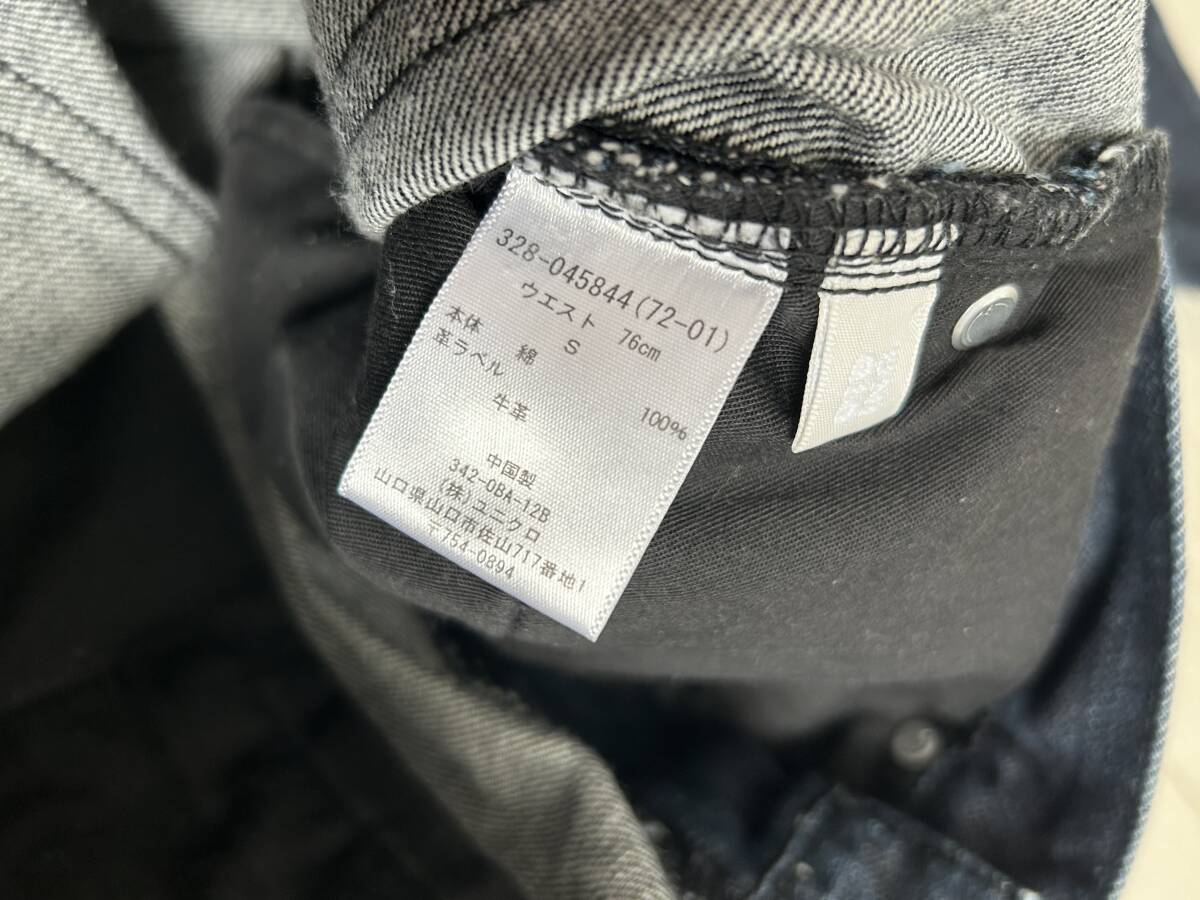 328-045844(72-01)
ウエスト 76cm
S
本体 綿 100%
革ラベル 牛革
中国製
342-0BA-12B
(株)ユニクロ
山口県山口市佐山717番地1
〒754-0894